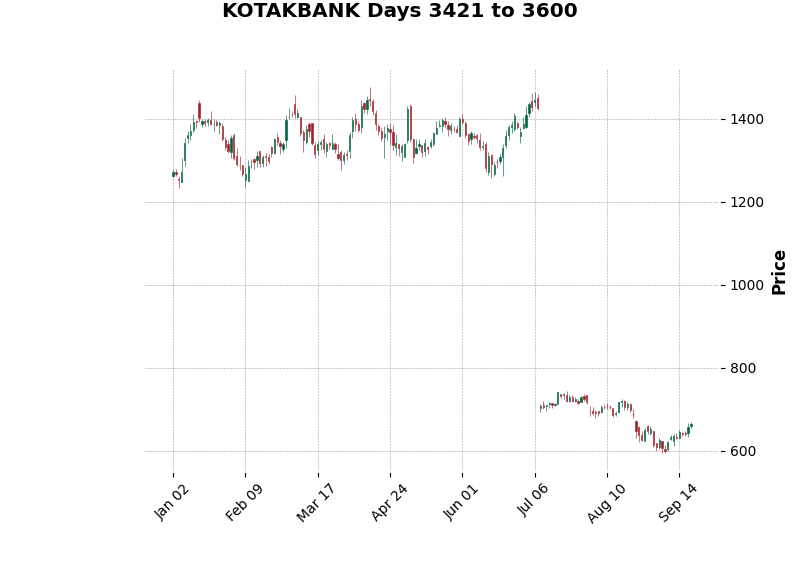 KOTAKBANK Days 3421 to 3600
1400
1200
1000
800
600
Price
Jan 02
Feb 09
Mar 17
Apr 24
Jun 01
Jul 06
Aug 10
Sep 14